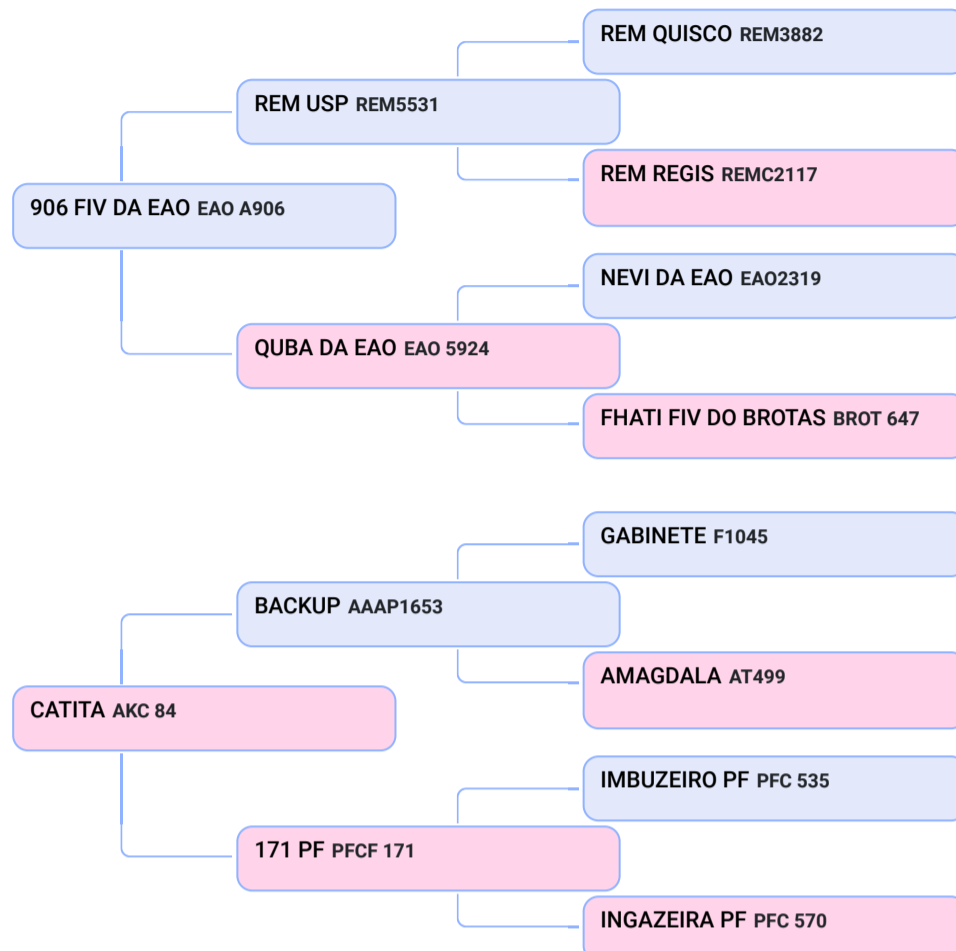 REM QUISCO REM3882
REM USP REM5531
REM REGIS REMC2117
906 FIV DA EAO EAO A906
NEVI DA EAO EAO2319
QUBA DA EAO EAO 5924
FHATI FIV DO BROTAS BROT 647
GABINETE F1045
BACKUP AAAP1653
AMAGDALA AT499
CATITA AKC 84
IMBUZEIRO PF PFC 535
171 PF PFCF 171
INGAZEIRA PF PFC 570